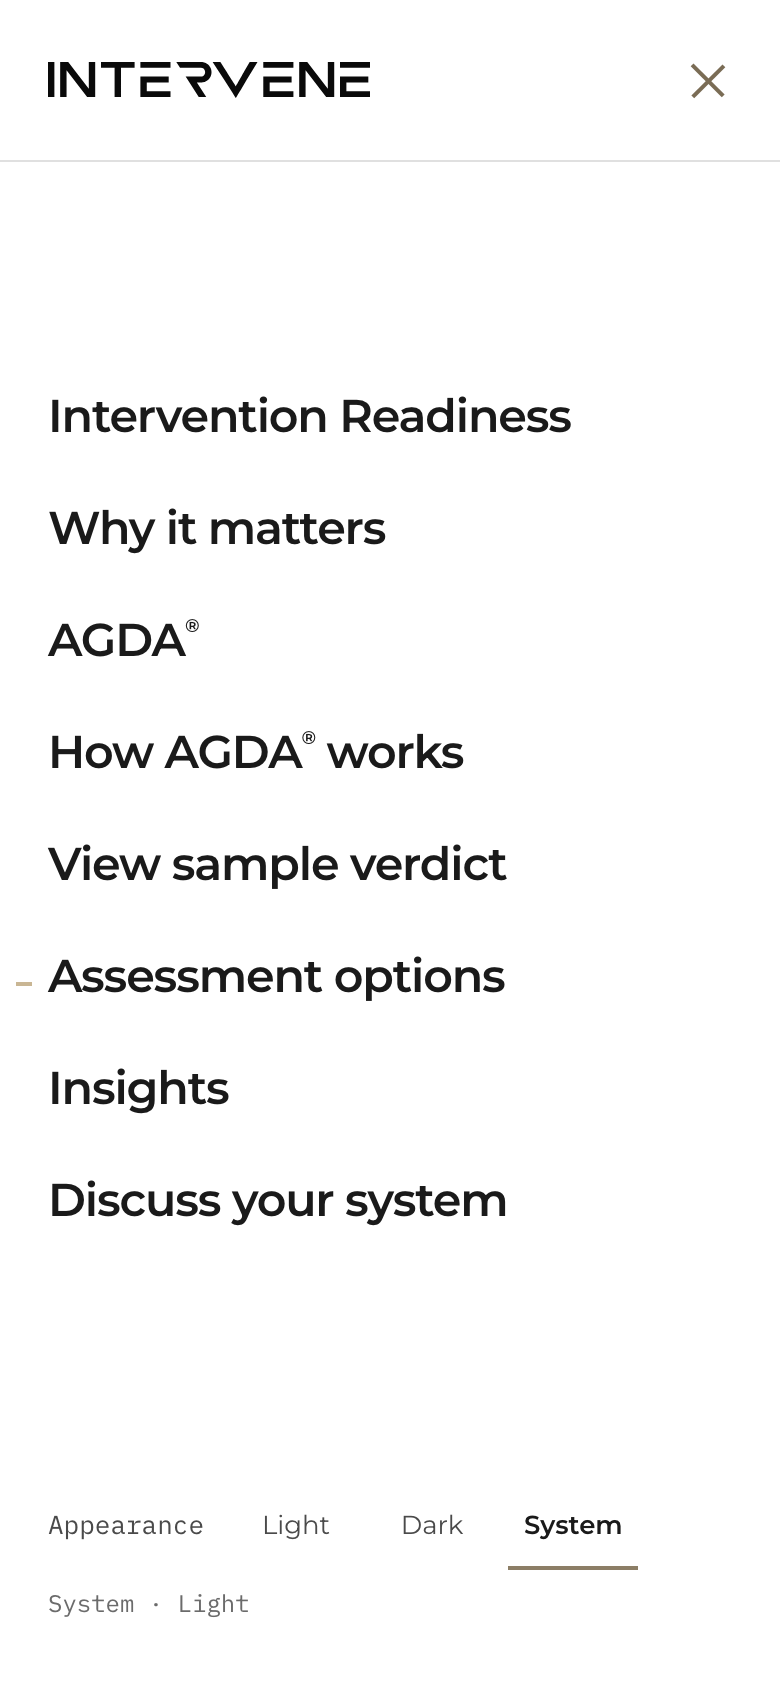 INTERVENE
Intervention Readiness
Why it matters
AGDA®
How AGDA® works
View sample verdict
Assessment options
Insights
Discuss your system
Appearance Light Dark System
System · Light